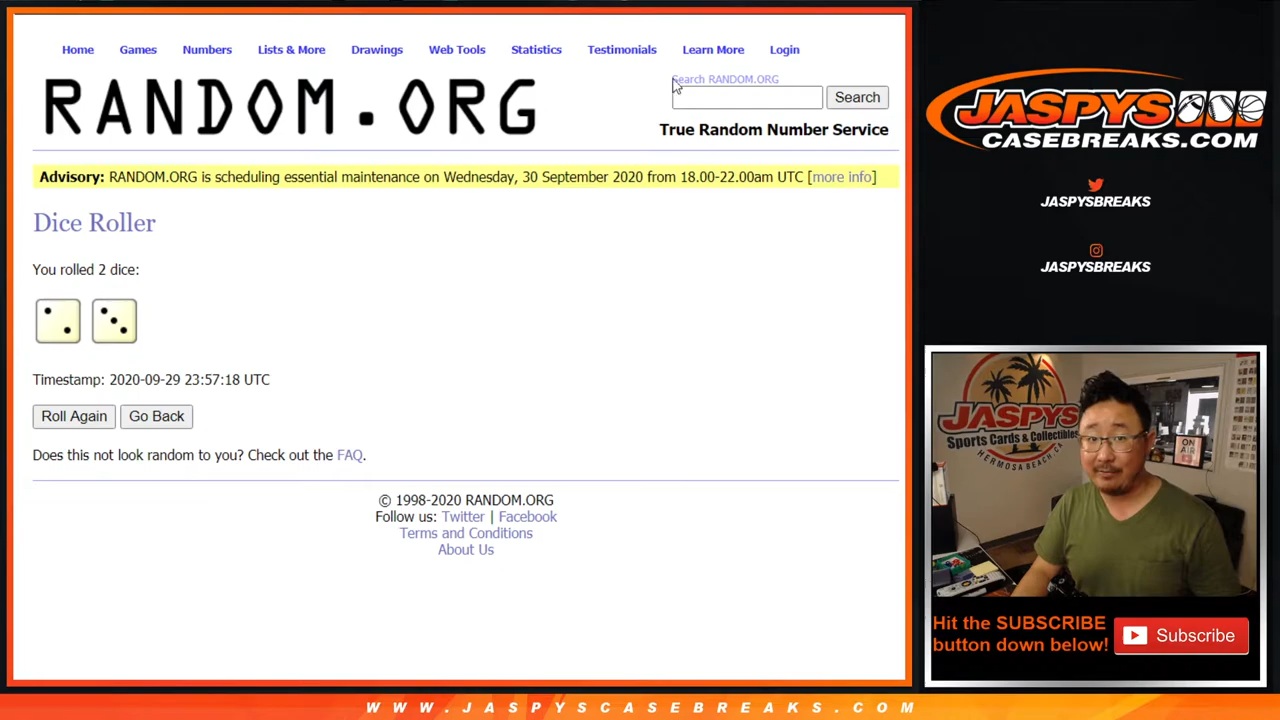 Home Games Numbers Lists & More Drawings Web Tools Statistics Testimonials Learn More Login
RANDOM.ORG
Search RANDOM.ORG
Search
True Random Number Service
Advisory: RANDOM.ORG is scheduling essential maintenance on Wednesday, 30 September 2020 from 18.00-22.00am UTC [more info]
Dice Roller
You rolled 2 dice:
Timestamp: 2020-09-29 23:57:18 UTC
Roll Again Go Back
Does this not look random to you? Check out the FAQ.
© 1998-2020 RANDOM.ORG
Follow us: Twitter | Facebook
Terms and Conditions
About Us
JASPYS
CASEBREAKS.COM
JASPYSBREAKS
JASPYSBREAKS
JASPYS
Sports Cards & Collectibles
HERMOSA BEACH, CA
ON AIR
Hit the SUBSCRIBE
button down below!
Subscribe
WWW.JASPYSCASEBREAKS.COM